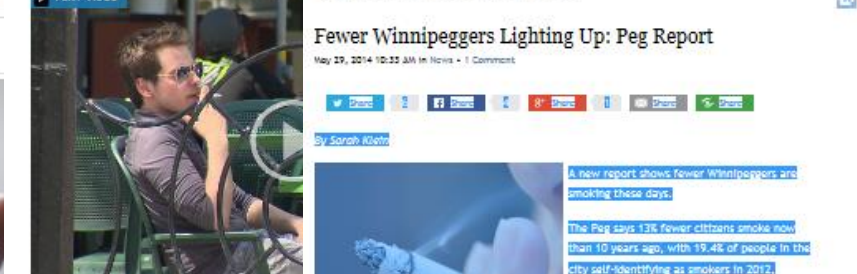 Fewer Winnipeggers Lighting Up: Peg Report
May 29, 2014 10:35 AM in News • 1 Comment
Share Share Share 1 Share Share
By Sarah Klein
A new report shows fewer Winnipeggers are
smoking these days.
The Peg says 13% fewer citizens smoke now
than 10 years ago, with 19.4% of people in the
city self-identifying as smokers in 2012.